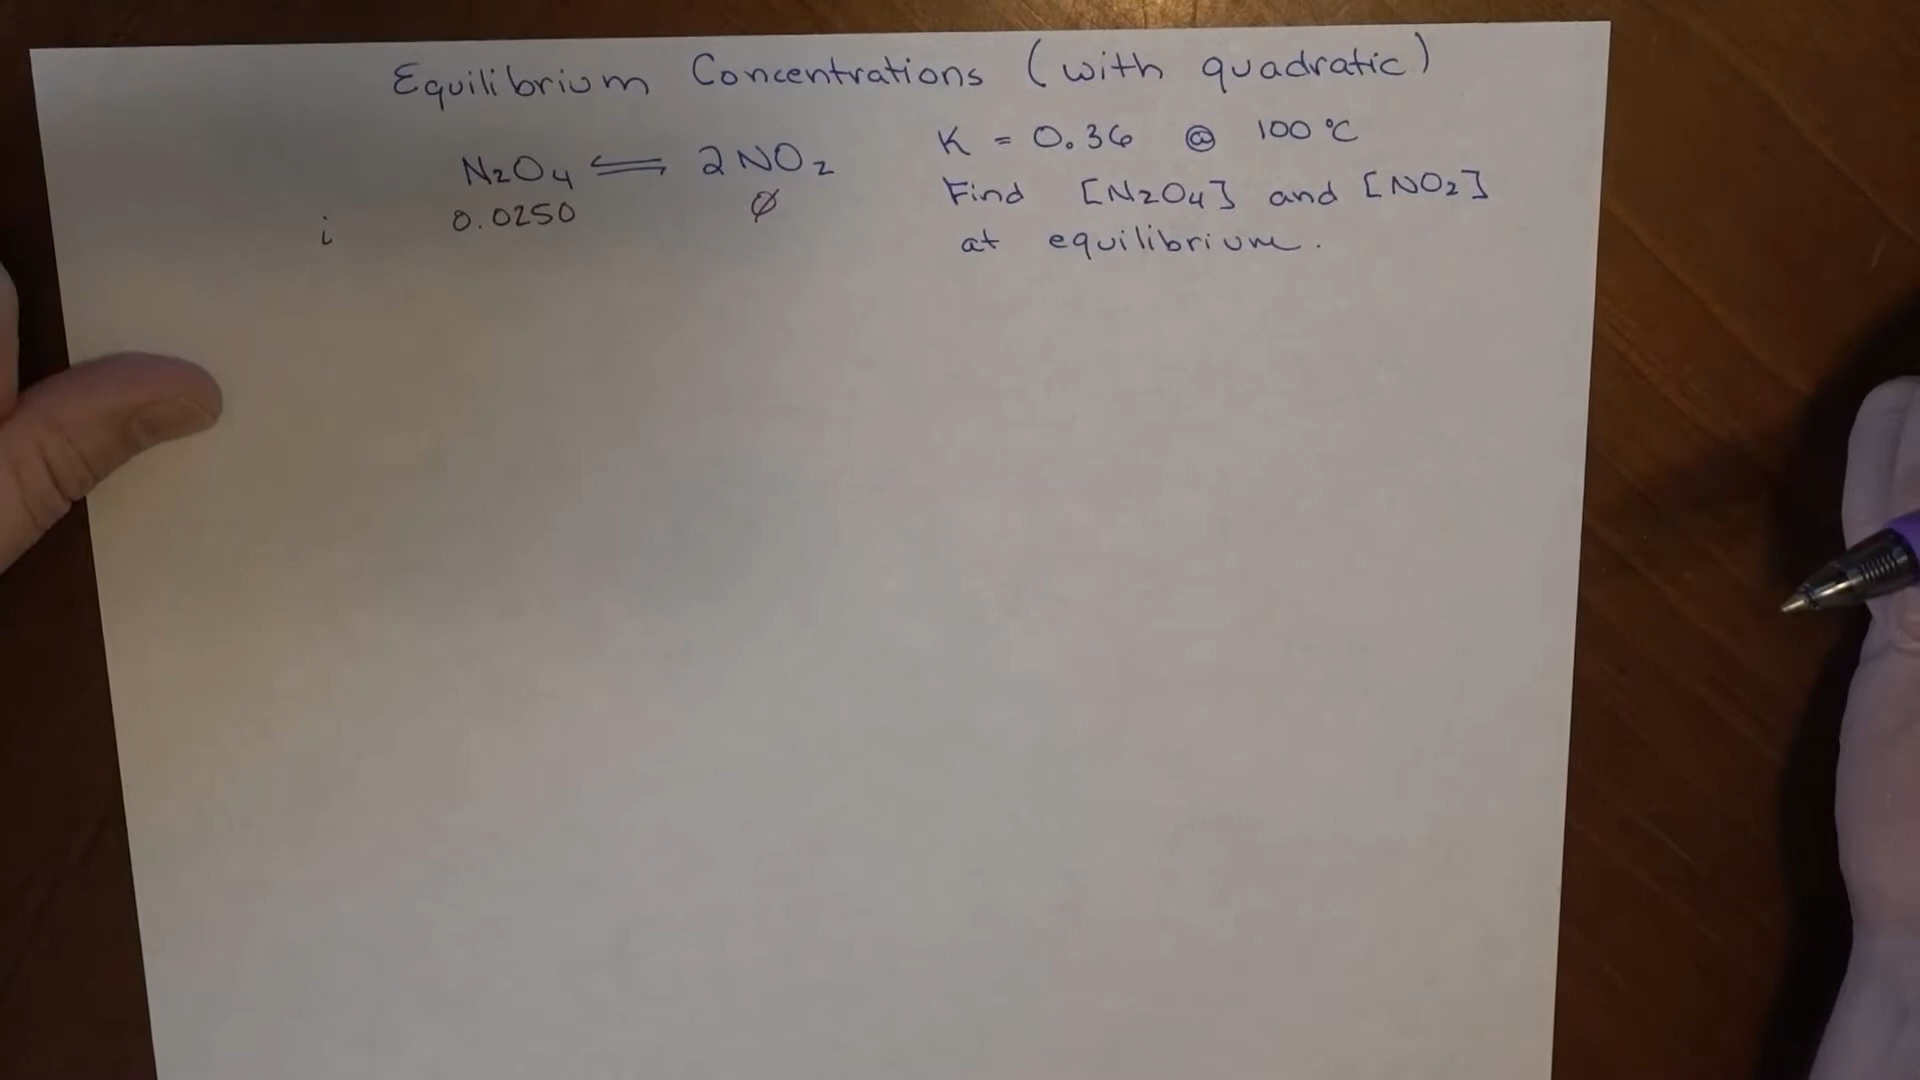 Equilibrium Concentrations (with quadratic)
N₂O₄ ⇌ 2NO₂
i 0.0250 ∅
K = 0.36 @ 100 °C
Find [N₂O₄] and [NO₂]
at equilibrium.